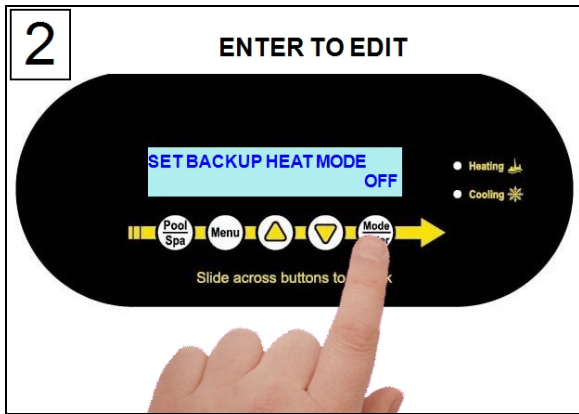 2
ENTER TO EDIT
SET BACKUP HEAT MODE
OFF
Heating
Cooling
Pool
Spa
Menu
Mode
Slide across buttons to